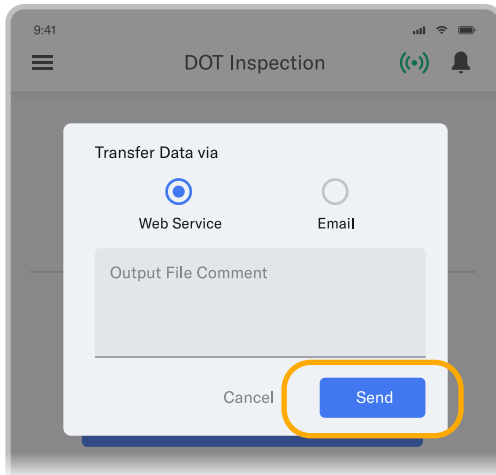 9:41
DOT Inspection
Transfer Data via
Web Service Email
Output File Comment
Cancel Send